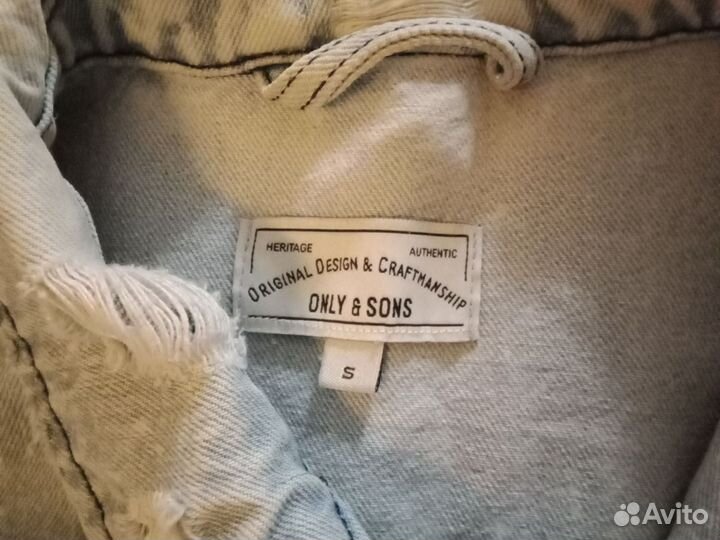 HERITAGE AUTHENTIC
ORIGINAL DESIGN & CRAFTMANSHIP
ONLY & SONS
S
Avito